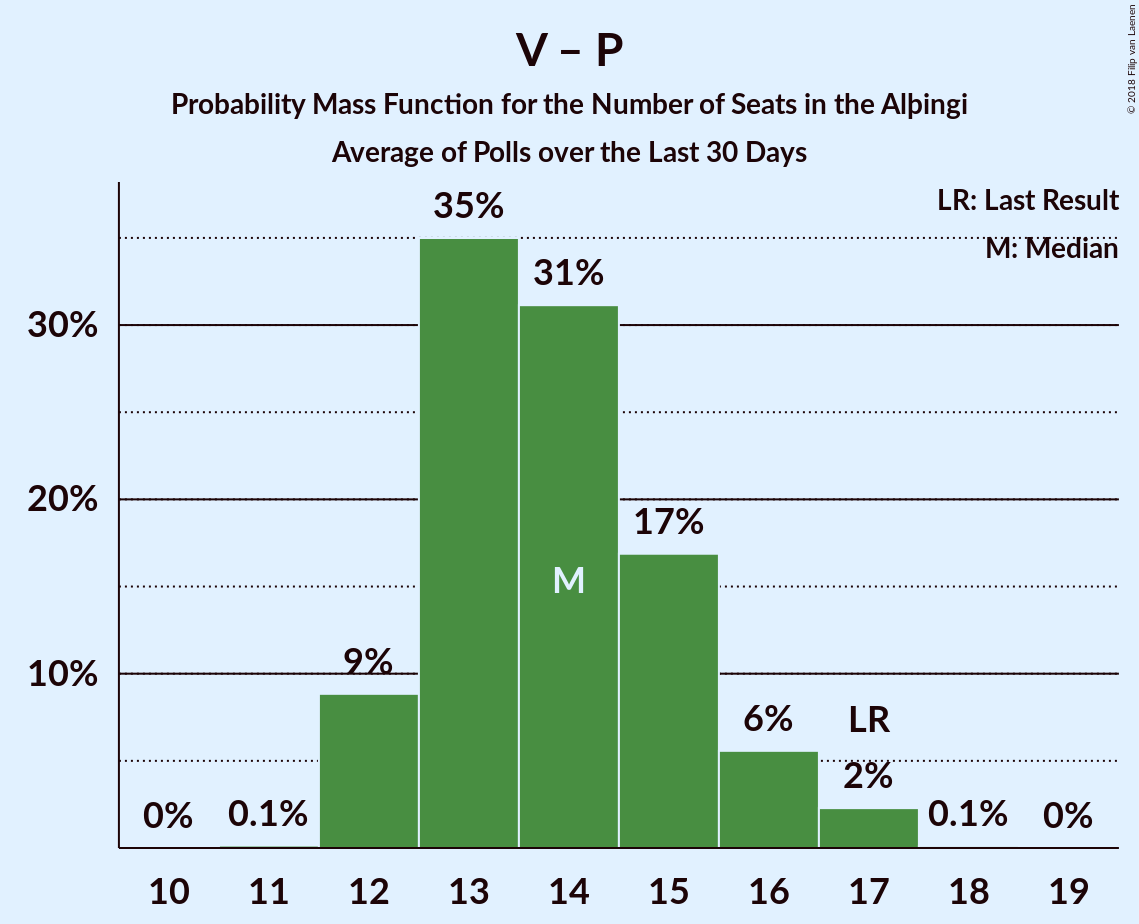 V – P
Probability Mass Function for the Number of Seats in the Alþingi
Average of Polls over the Last 30 Days
© 2018 Filip van Laenen
LR: Last Result
M: Median
35%
31%
30%
20%
17%
M
9%
10%
6%
LR
2%
0%
0.1%
0.1%
0%
10 11 12 13 14 15 16 17 18 19